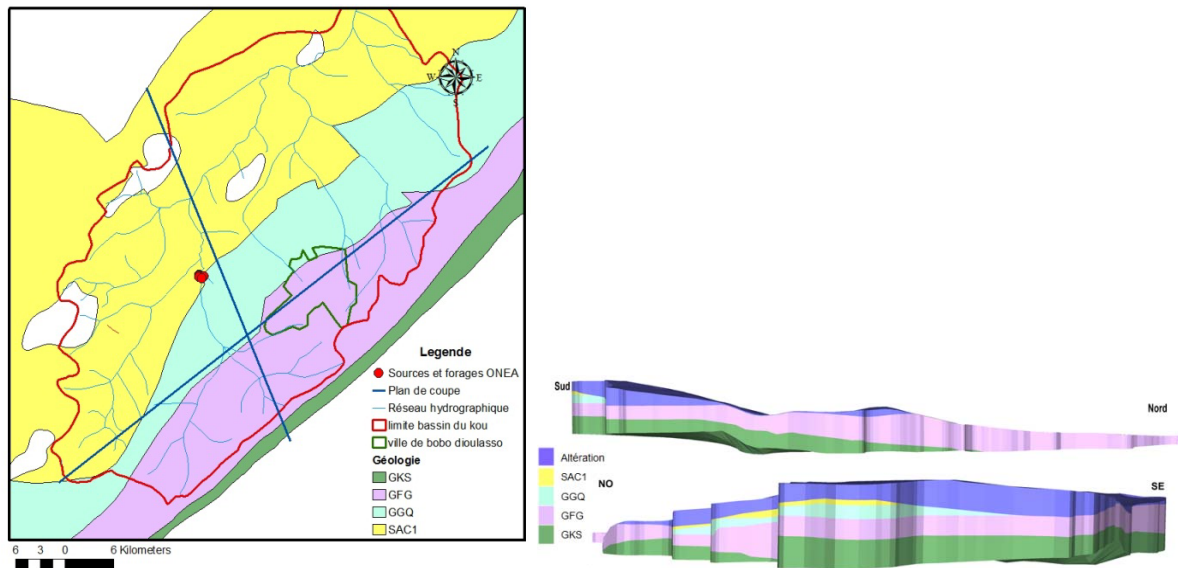 N
W E
S
Legende
Sources et forages ONEA
Plan de coupe
Réseau hydrographique
limite bassin du kou
ville de bobo dioulasso
Géologie
GKS
GFG
GGQ
SAC1
6 3 0 6 Kilometers
Sud
Nord
Altération
SAC1
GGQ
GFG
GKS
NO
SE